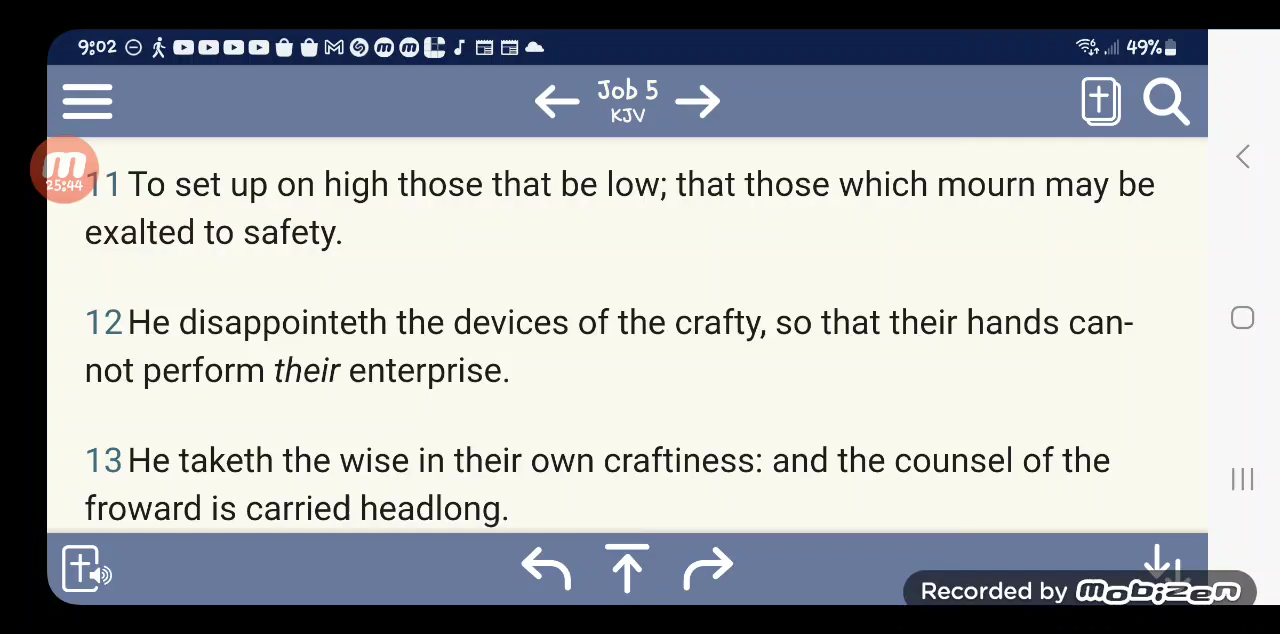 9:02
49%
Job 5
KJV
25:44
11 To set up on high those that be low; that those which mourn may be
exalted to safety.
12 He disappointeth the devices of the crafty, so that their hands can-
not perform their enterprise.
13 He taketh the wise in their own craftiness: and the counsel of the
froward is carried headlong.
Recorded by mobizen